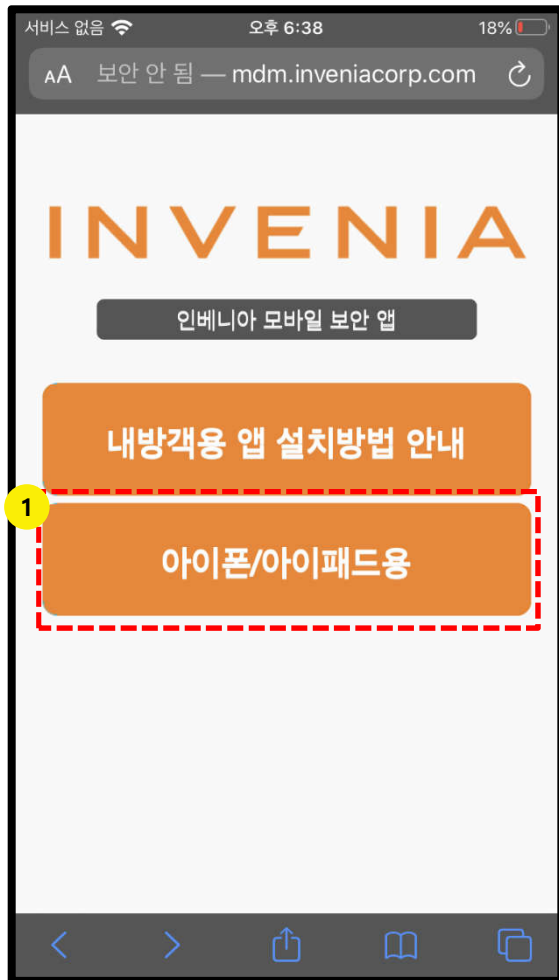 서비스 없음 오후 6:38 18%
AA 보안 안 됨 — mdm.inveniacorp.com
INVENIA
인베니아 모바일 보안 앱
내방객용 앱 설치방법 안내
1
아이폰/아이패드용